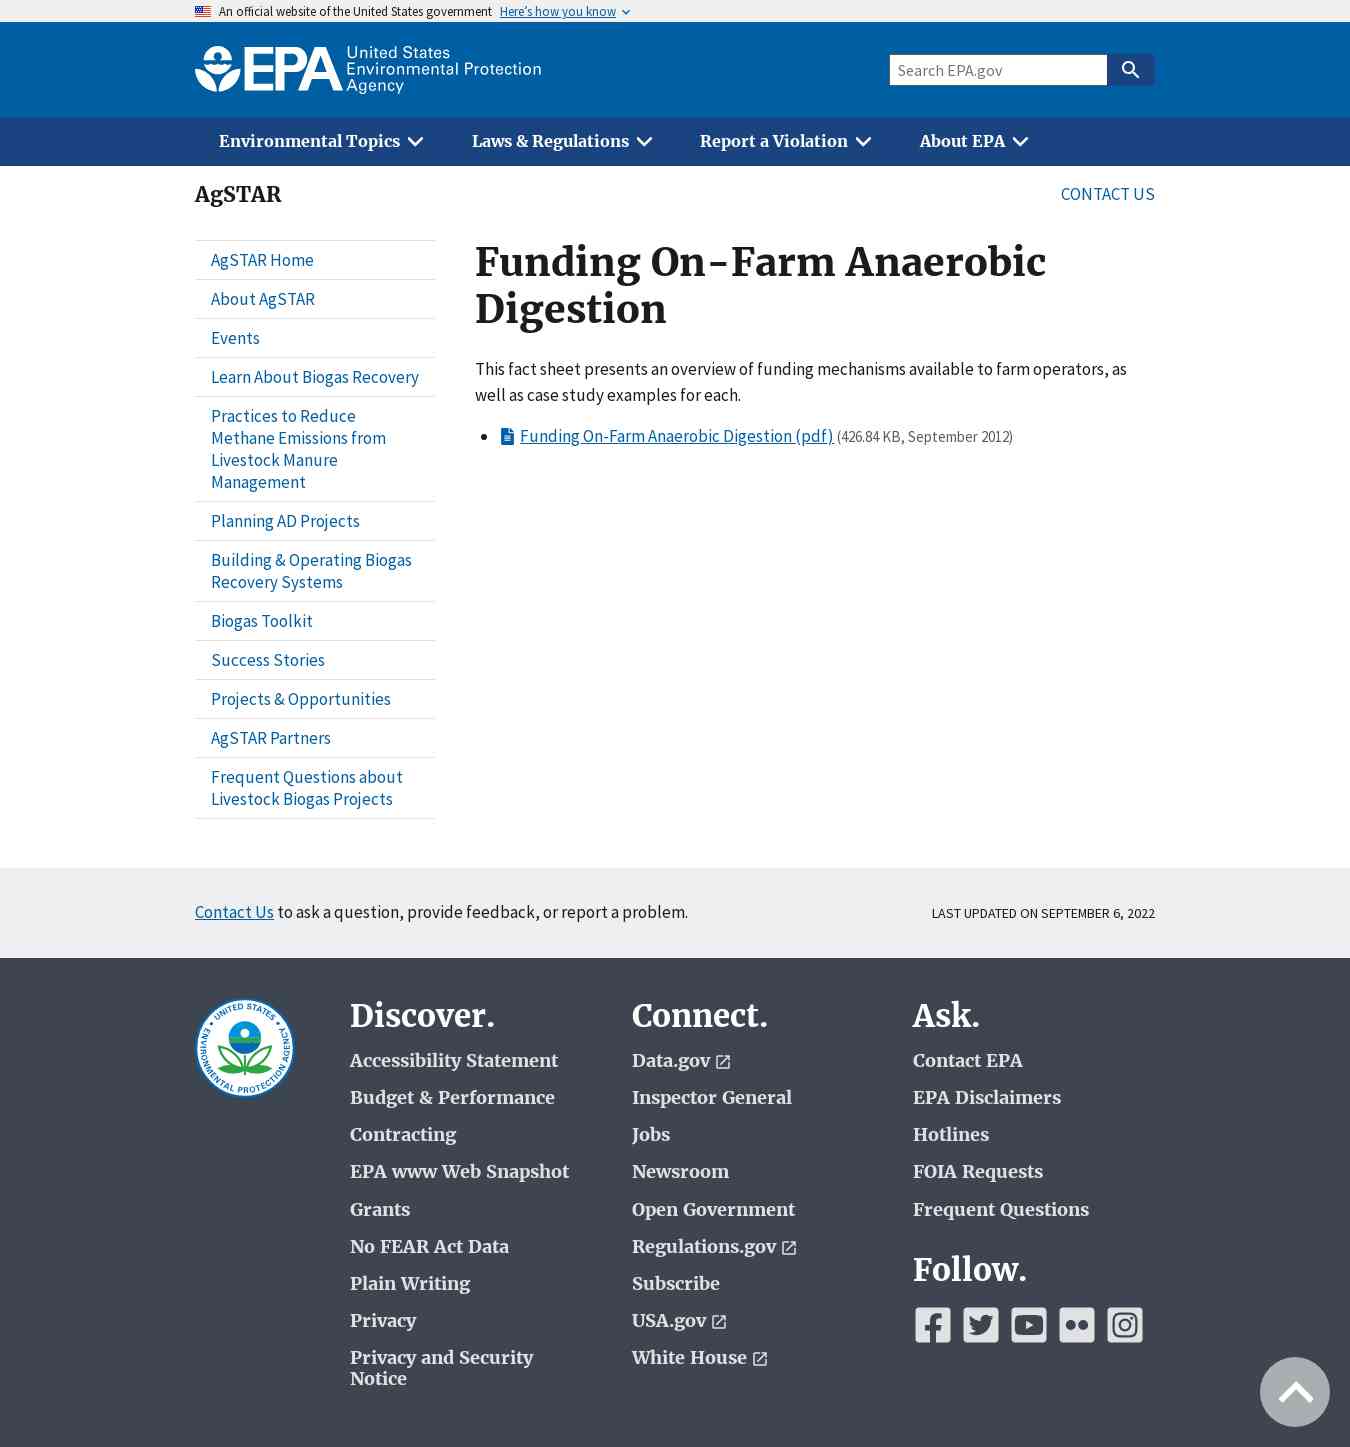 An official website of the United States government Here's how you know
EPA United States
Environmental Protection
Agency
Search EPA.gov
Environmental Topics Laws & Regulations Report a Violation About EPA
AgSTAR CONTACT US
AgSTAR Home
About AgSTAR
Events
Learn About Biogas Recovery
Practices to Reduce
Methane Emissions from
Livestock Manure
Management
Planning AD Projects
Building & Operating Biogas
Recovery Systems
Biogas Toolkit
Success Stories
Projects & Opportunities
AgSTAR Partners
Frequent Questions about
Livestock Biogas Projects
Funding On-Farm Anaerobic
Digestion
This fact sheet presents an overview of funding mechanisms available to farm operators, as
well as case study examples for each.
Funding On-Farm Anaerobic Digestion (pdf) (426.84 KB, September 2012)
Contact Us to ask a question, provide feedback, or report a problem. LAST UPDATED ON SEPTEMBER 6, 2022
UNITED STATES
ENVIRONMENTAL PROTECTION AGENCY
Discover.
Accessibility Statement
Budget & Performance
Contracting
EPA www Web Snapshot
Grants
No FEAR Act Data
Plain Writing
Privacy
Privacy and Security
Notice
Connect.
Data.gov
Inspector General
Jobs
Newsroom
Open Government
Regulations.gov
Subscribe
USA.gov
White House
Ask.
Contact EPA
EPA Disclaimers
Hotlines
FOIA Requests
Frequent Questions
Follow.